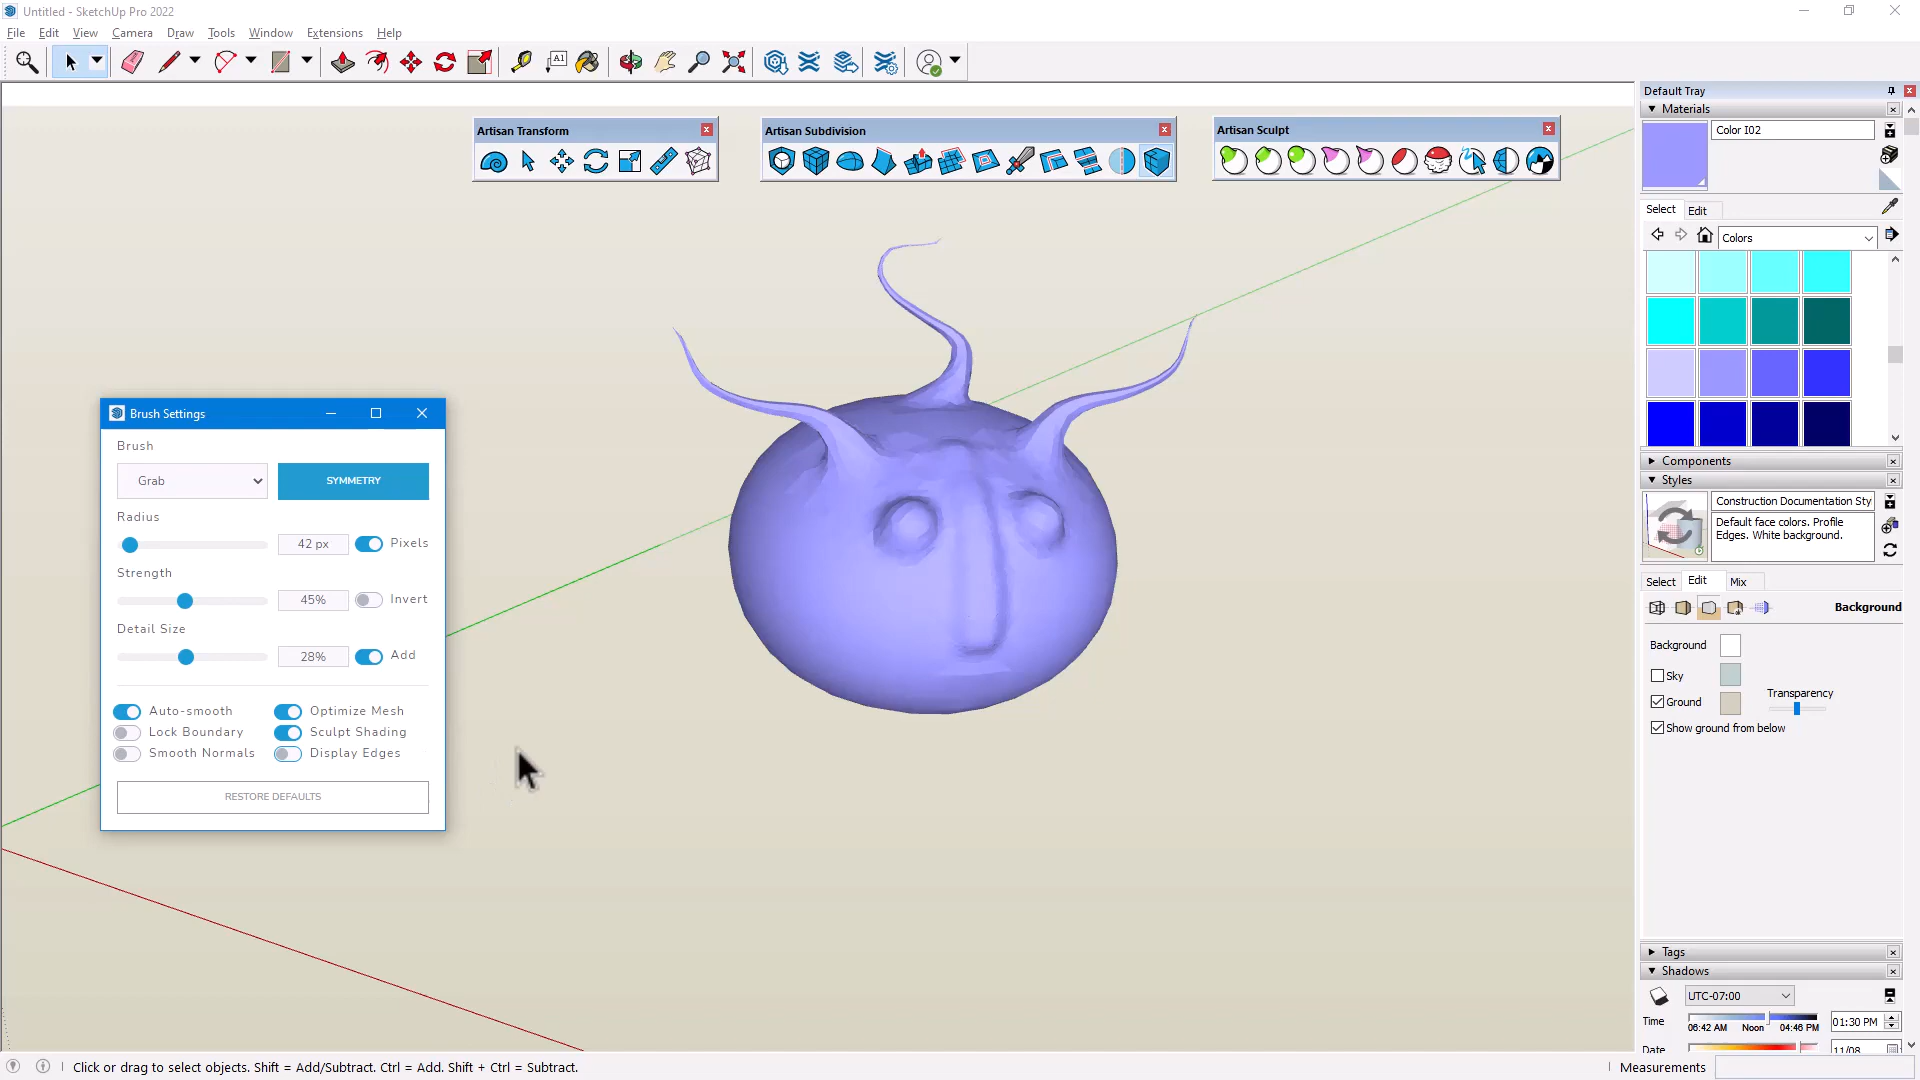 Untitled - SketchUp Pro 2022
File Edit View Camera Draw Tools Window Extensions Help
A1
Default Tray
Materials
Color I02
Select Edit
Colors
Components
Styles
Construction Documentation Sty
Default face colors. Profile
Edges. White background.
Select Edit Mix
Background
Background
Sky
Transparency
Ground
Show ground from below
Tags
Shadows
UTC-07:00
Time
06:42 AM Noon 04:46 PM
01:30 PM
Date
11/08
Artisan Transform
Artisan Subdivision
Artisan Sculpt
Brush Settings
Brush
Grab
SYMMETRY
Radius
42 px Pixels
Strength
45% Invert
Detail Size
28% Add
Auto-smooth Optimize Mesh
Lock Boundary Sculpt Shading
Smooth Normals Display Edges
RESTORE DEFAULTS
Click or drag to select objects. Shift = Add/Subtract. Ctrl = Add. Shift + Ctrl = Subtract.
Measurements